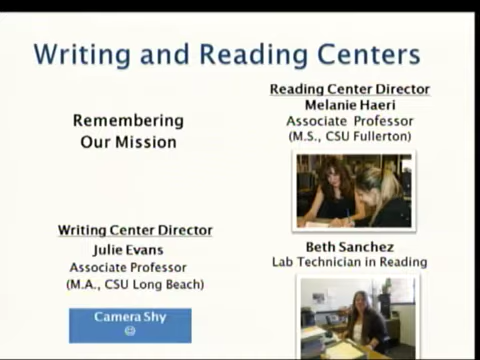 Writing and Reading Centers
Remembering
Our Mission
Reading Center Director
Melanie Haeri
Associate Professor
(M.S., CSU Fullerton)
Writing Center Director
Julie Evans
Associate Professor
(M.A., CSU Long Beach)
Camera Shy
☺
Beth Sanchez
Lab Technician in Reading